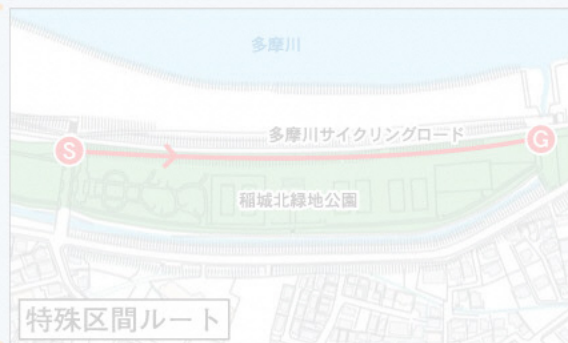 多摩川
多摩川サイクリングロード
S
G
稲城北緑地公園
特殊区間ルート